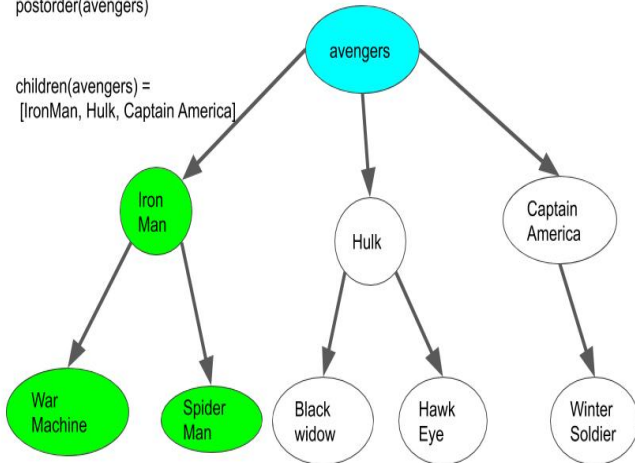 postorder(avengers)
children(avengers) =
[IronMan, Hulk, Captain America]
avengers
Iron
Man
Hulk
Captain
America
War
Machine
Spider
Man
Black
widow
Hawk
Eye
Winter
Soldier